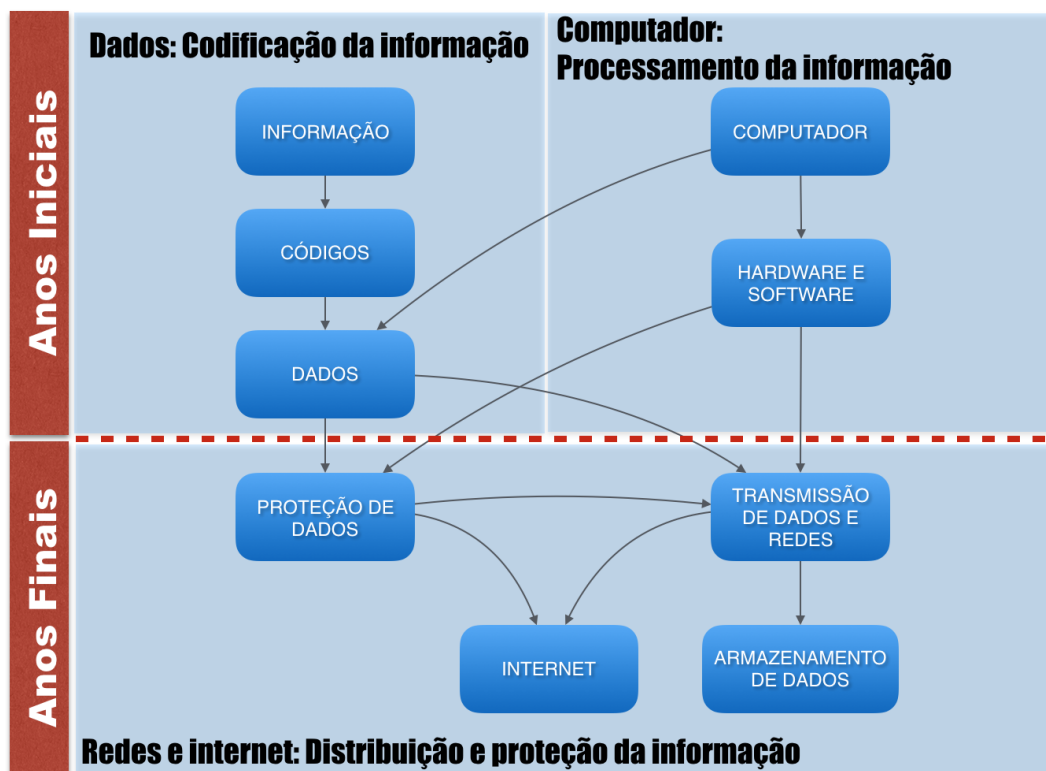 Anos Iniciais
Dados: Codificação da informação
Computador:
Processamento da informação
INFORMAÇÃO
COMPUTADOR
CÓDIGOS
HARDWARE E
SOFTWARE
DADOS
Anos Finais
PROTEÇÃO DE
DADOS
TRANSMISSÃO
DE DADOS E
REDES
INTERNET
ARMAZENAMENTO
DE DADOS
Redes e internet: Distribuição e proteção da informação